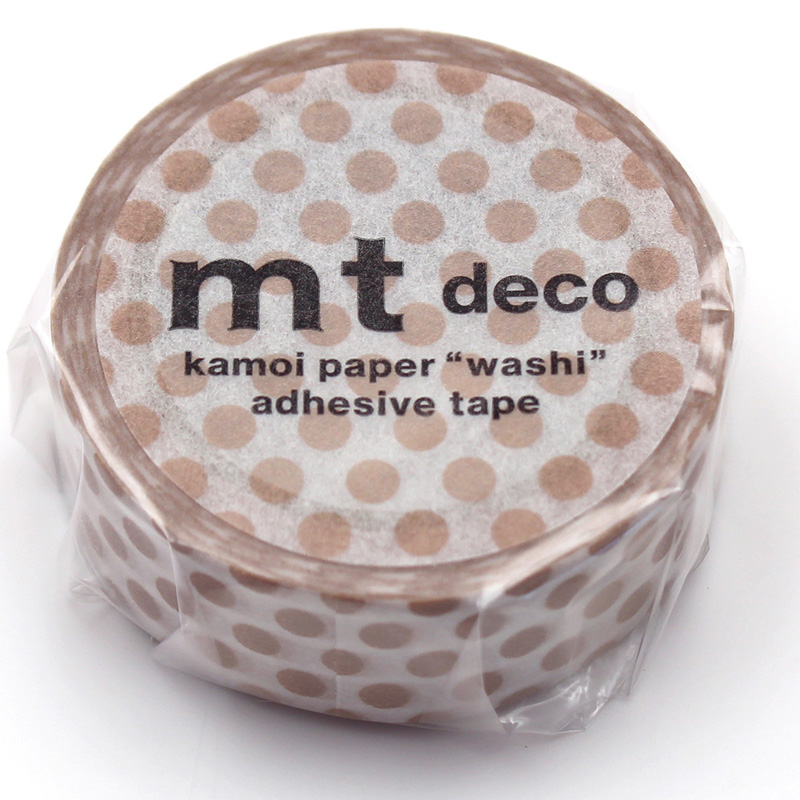 mt deco
kamoi paper “washi”
adhesive tape